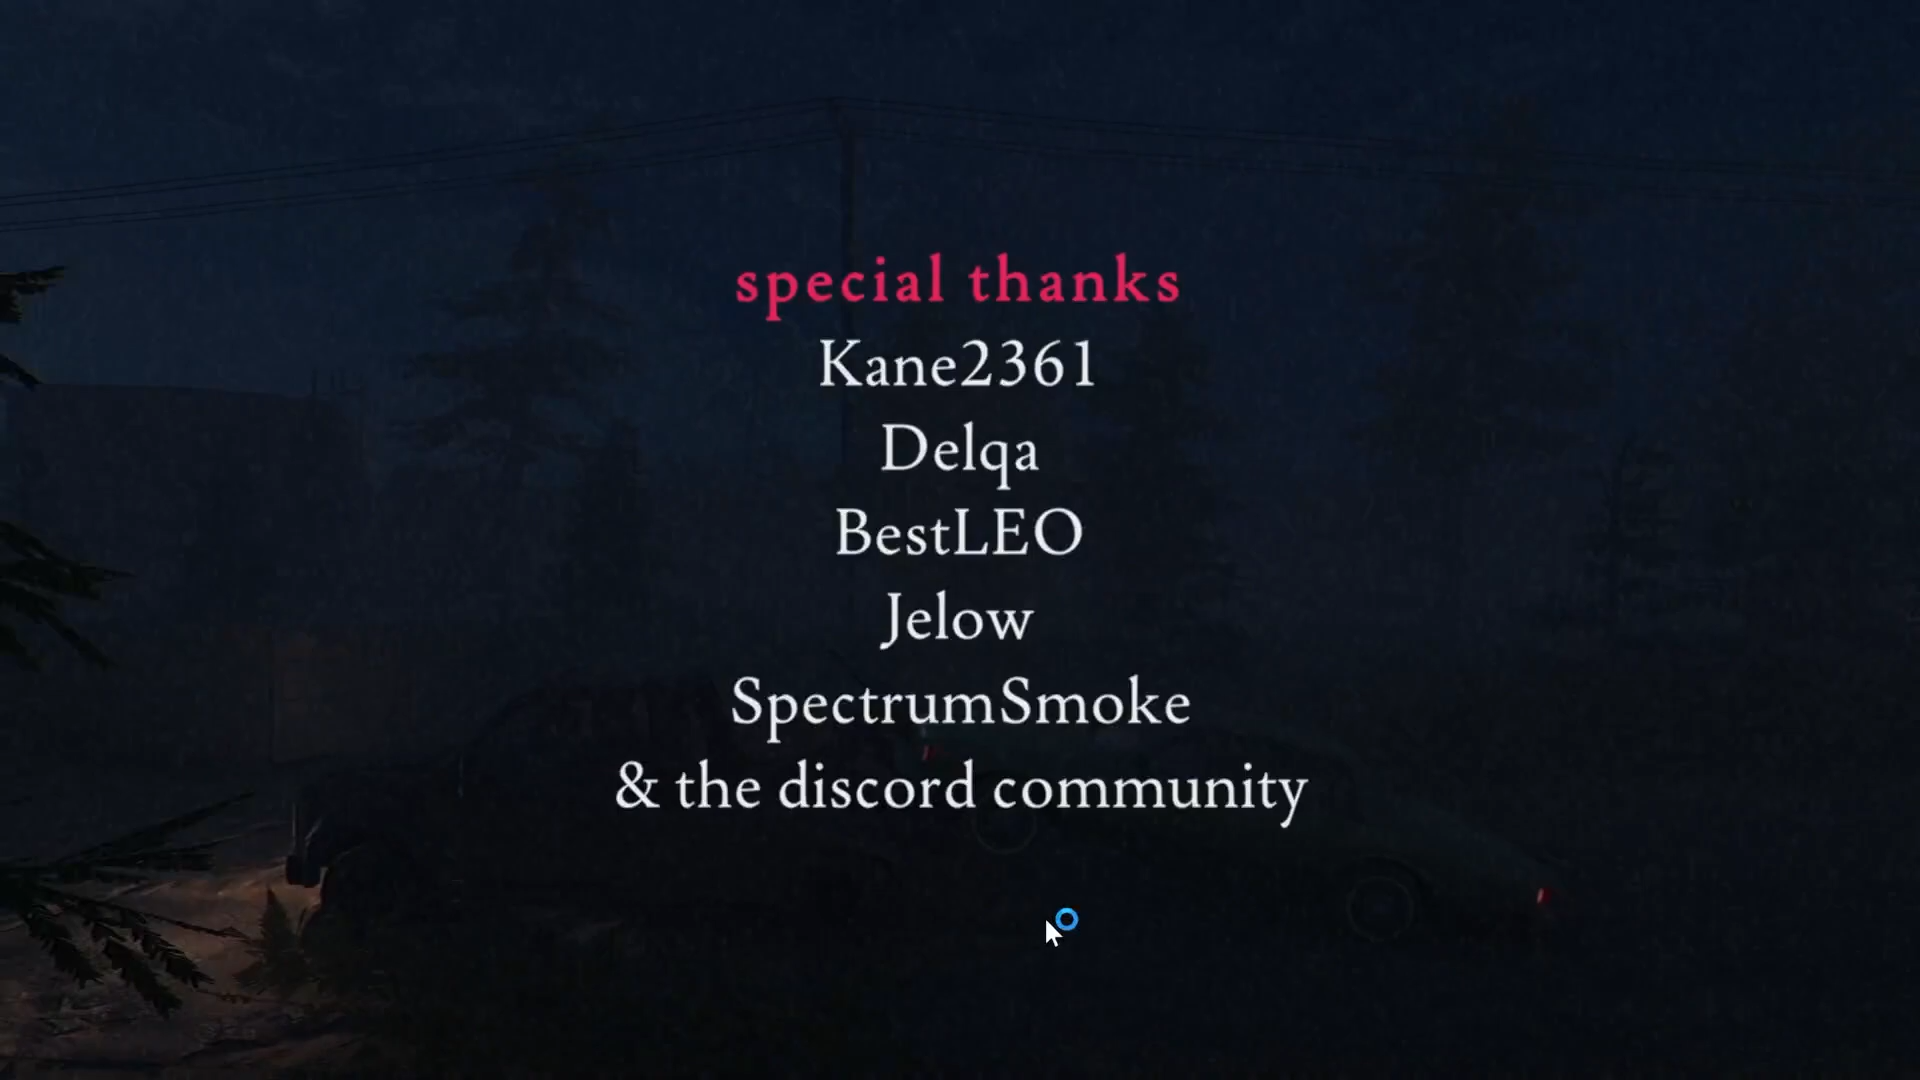 special thanks
Kane2361
Delqa
BestLEO
Jelow
SpectrumSmoke
& the discord community